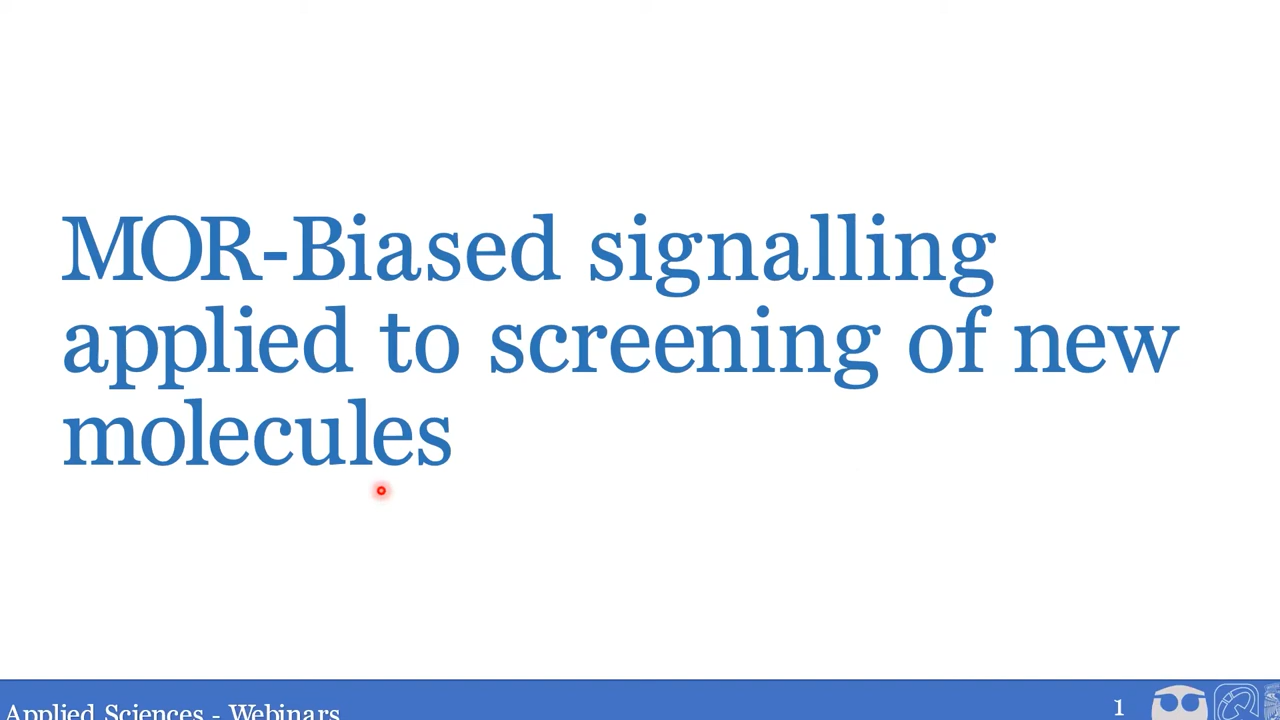 MOR-Biased signalling
applied to screening of new
molecules
Applied Sciences - Webinars
1